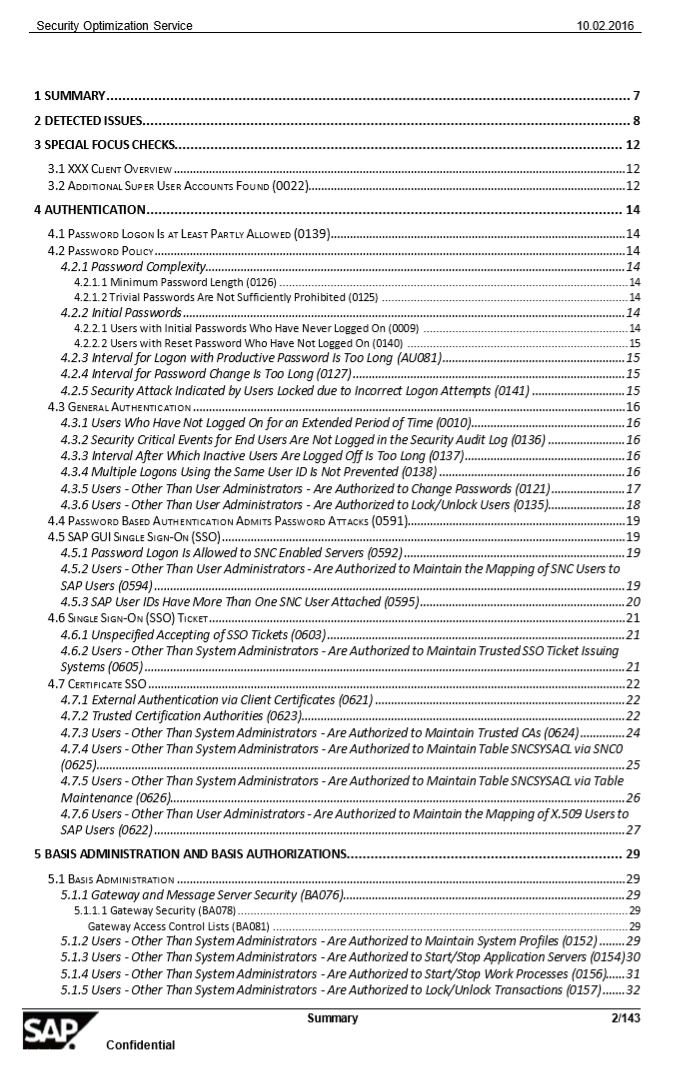 Security Optimization Service 10.02.2016
1 SUMMARY 7
2 DETECTED ISSUES 8
3 SPECIAL FOCUS CHECKS 12
3.1 XXX CLIENT OVERVIEW 12
3.2 ADDITIONAL SUPER USER ACCOUNTS FOUND (0022) 12
4 AUTHENTICATION 14
4.1 PASSWORD LOGON IS AT LEAST PARTLY ALLOWED (0139) 14
4.2 PASSWORD POLICY 14
4.2.1 Password Complexity 14
4.2.1.1 Minimum Password Length (0126) 14
4.2.1.2 Trivial Passwords Are Not Sufficiently Prohibited (0125) 14
4.2.2 Initial Passwords 14
4.2.2.1 Users with Initial Passwords Who Have Never Logged On (0009) 14
4.2.2.2 Users with Reset Password Who Have Not Logged On (0140) 15
4.2.3 Interval for Logon with Productive Password Is Too Long (AU081) 15
4.2.4 Interval for Password Change Is Too Long (0127) 15
4.2.5 Security Attack Indicated by Users Locked due to Incorrect Logon Attempts (0141) 15
4.3 GENERAL AUTHENTICATION 16
4.3.1 Users Who Have Not Logged On for an Extended Period of Time (0010) 16
4.3.2 Security Critical Events for End Users Are Not Logged in the Security Audit Log (0136) 16
4.3.3 Interval After Which Inactive Users Are Logged Off Is Too Long (0137) 16
4.3.4 Multiple Logons Using the Same User ID Is Not Prevented (0138) 16
4.3.5 Users - Other Than User Administrators - Are Authorized to Change Passwords (0121) 17
4.3.6 Users - Other Than User Administrators - Are Authorized to Lock/Unlock Users (0135) 18
4.4 PASSWORD BASED AUTHENTICATION ADMITS PASSWORD ATTACKS (0591) 19
4.5 SAP GUI SINGLE SIGN-ON (SSO) 19
4.5.1 Password Logon Is Allowed to SNC Enabled Servers (0592) 19
4.5.2 Users - Other Than User Administrators - Are Authorized to Maintain the Mapping of SNC Users to
SAP Users (0594) 19
4.5.3 SAP User IDs Have More Than One SNC User Attached (0595) 20
4.6 SINGLE SIGN-ON (SSO) TICKET 21
4.6.1 Unspecified Accepting of SSO Tickets (0603) 21
4.6.2 Users - Other Than System Administrators - Are Authorized to Maintain Trusted SSO Ticket Issuing
Systems (0605) 21
4.7 CERTIFICATE SSO 22
4.7.1 External Authentication via Client Certificates (0621) 22
4.7.2 Trusted Certification Authorities (0623) 22
4.7.3 Users - Other Than System Administrators - Are Authorized to Maintain Trusted CAs (0624) 24
4.7.4 Users - Other Than System Administrators - Are Authorized to Maintain Table SNCSYSACL via SNC0
(0625) 25
4.7.5 Users - Other Than System Administrators - Are Authorized to Maintain Table SNCSYSACL via Table
Maintenance (0626) 26
4.7.6 Users - Other Than User Administrators - Are Authorized to Maintain the Mapping of X.509 Users to
SAP Users (0622) 27
5 BASIS ADMINISTRATION AND BASIS AUTHORIZATIONS 29
5.1 BASIS ADMINISTRATION 29
5.1.1 Gateway and Message Server Security (BA076) 29
5.1.1.1 Gateway Security (BA078) 29
Gateway Access Control Lists (BA081) 29
5.1.2 Users - Other Than System Administrators - Are Authorized to Maintain System Profiles (0152) 29
5.1.3 Users - Other Than System Administrators - Are Authorized to Start/Stop Application Servers (0154) 30
5.1.4 Users - Other Than System Administrators - Are Authorized to Start/Stop Work Processes (0156) 31
5.1.5 Users - Other Than System Administrators - Are Authorized to Lock/Unlock Transactions (0157) 32
Summary 2/143
SAP
Confidential